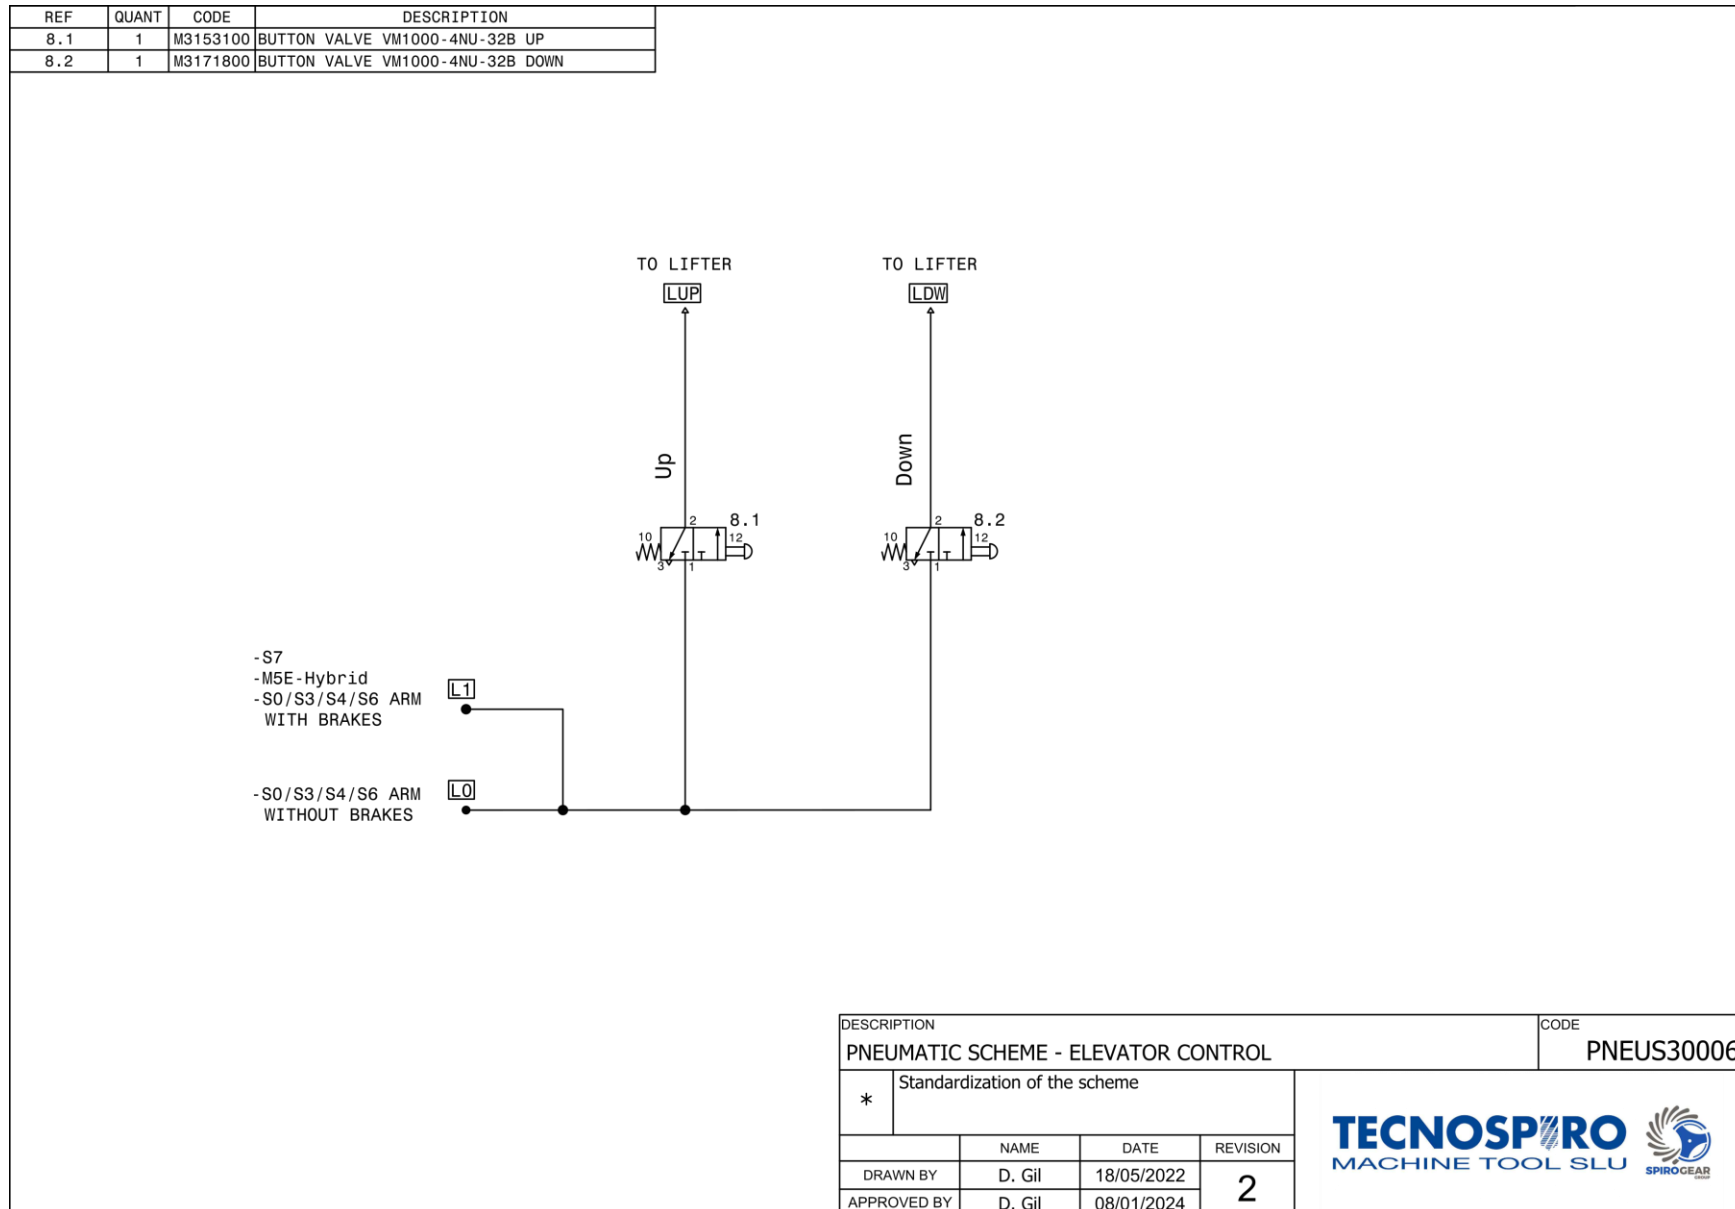 REF QUANT CODE DESCRIPTION
8.1 1 M3153100 BUTTON VALVE VM1000-4NU-32B UP
8.2 1 M3171800 BUTTON VALVE VM1000-4NU-32B DOWN
TO LIFTER TO LIFTER
LUP LDW
Up Down
2 8.1 2 8.2
10 12 10 12
3 1 3 1
-S7
-M5E-Hybrid
-S0/S3/S4/S6 ARM
WITH BRAKES
L1
-S0/S3/S4/S6 ARM
WITHOUT BRAKES
L0
DESCRIPTION CODE
PNEUMATIC SCHEME - ELEVATOR CONTROL PNEUS30006
* Standardization of the scheme
NAME DATE REVISION
DRAWN BY D. Gil 18/05/2022 2
APPROVED BY D. Gil 08/01/2024
TECNOSPIRO
MACHINE TOOL SLU
SPIROGEAR
GROUP